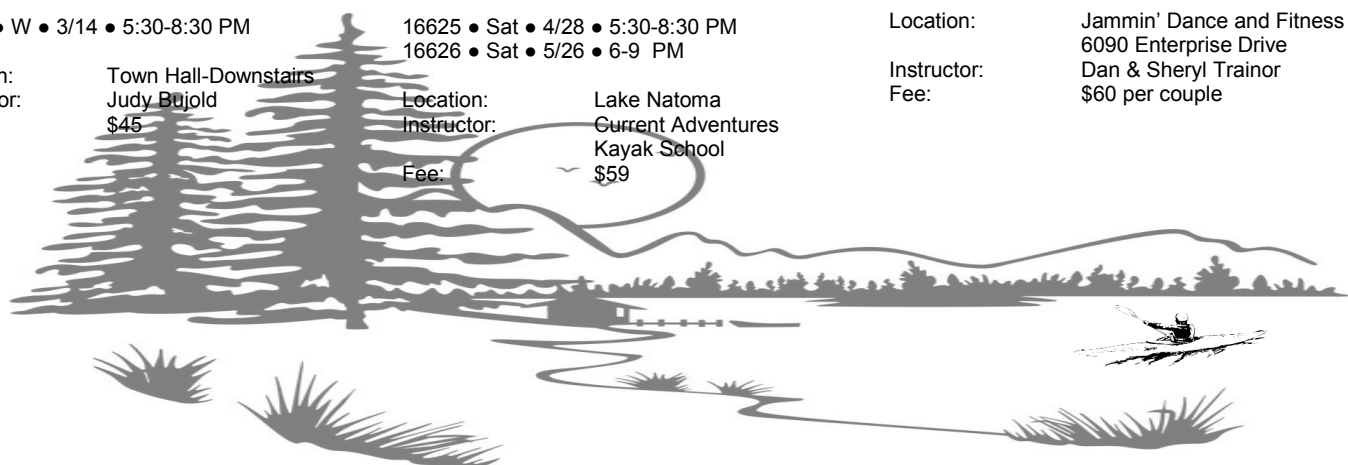 ● W ● 3/14 ● 5:30-8:30 PM
Town Hall-Downstairs
Judy Bujold
$45
16625 ● Sat ● 4/28 ● 5:30-8:30 PM
16626 ● Sat ● 5/26 ● 6-9 PM
Location: Lake Natoma
Instructor: Current Adventures
Kayak School
Fee: $59
Location: Jammin’ Dance and Fitness
6090 Enterprise Drive
Instructor: Dan & Sheryl Trainor
Fee: $60 per couple